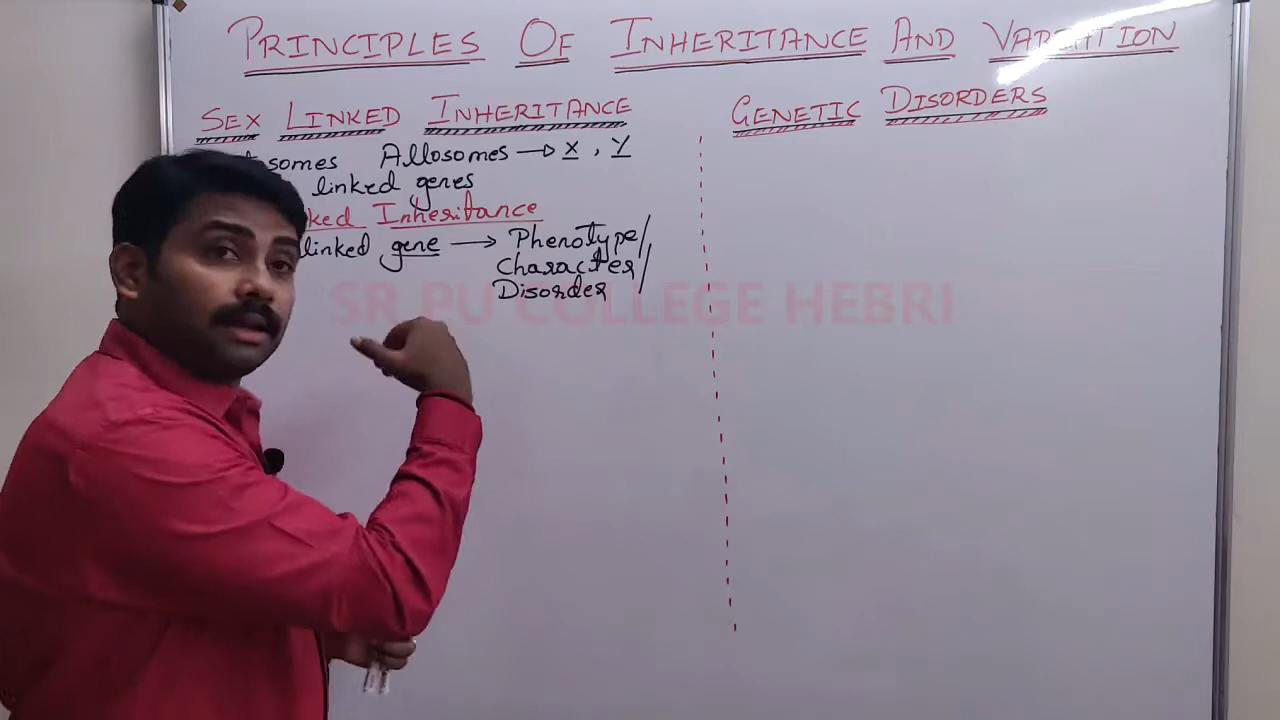 PRINCIPLES OF INHERITANCE AND VARIATION
SEX LINKED INHERITANCE
Allosomes → X, Y
linked genes
Inheritance
linked gene → Phenotype/
Character/
Disorder
GENETIC DISORDERS
SR PU COLLEGE HEBRI